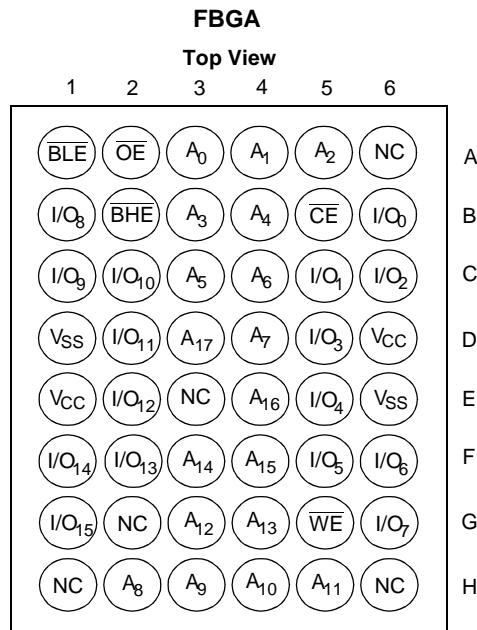 FBGA
Top View
1 2 3 4 5 6
BLE OE A0 A1 A2 NC A
I/O8 BHE A3 A4 CE I/O0 B
I/O9 I/O10 A5 A6 I/O1 I/O2 C
VSS I/O11 A17 A7 I/O3 VCC D
VCC I/O12 NC A16 I/O4 VSS E
I/O14 I/O13 A14 A15 I/O5 I/O6 F
I/O15 NC A12 A13 WE I/O7 G
NC A8 A9 A10 A11 NC H